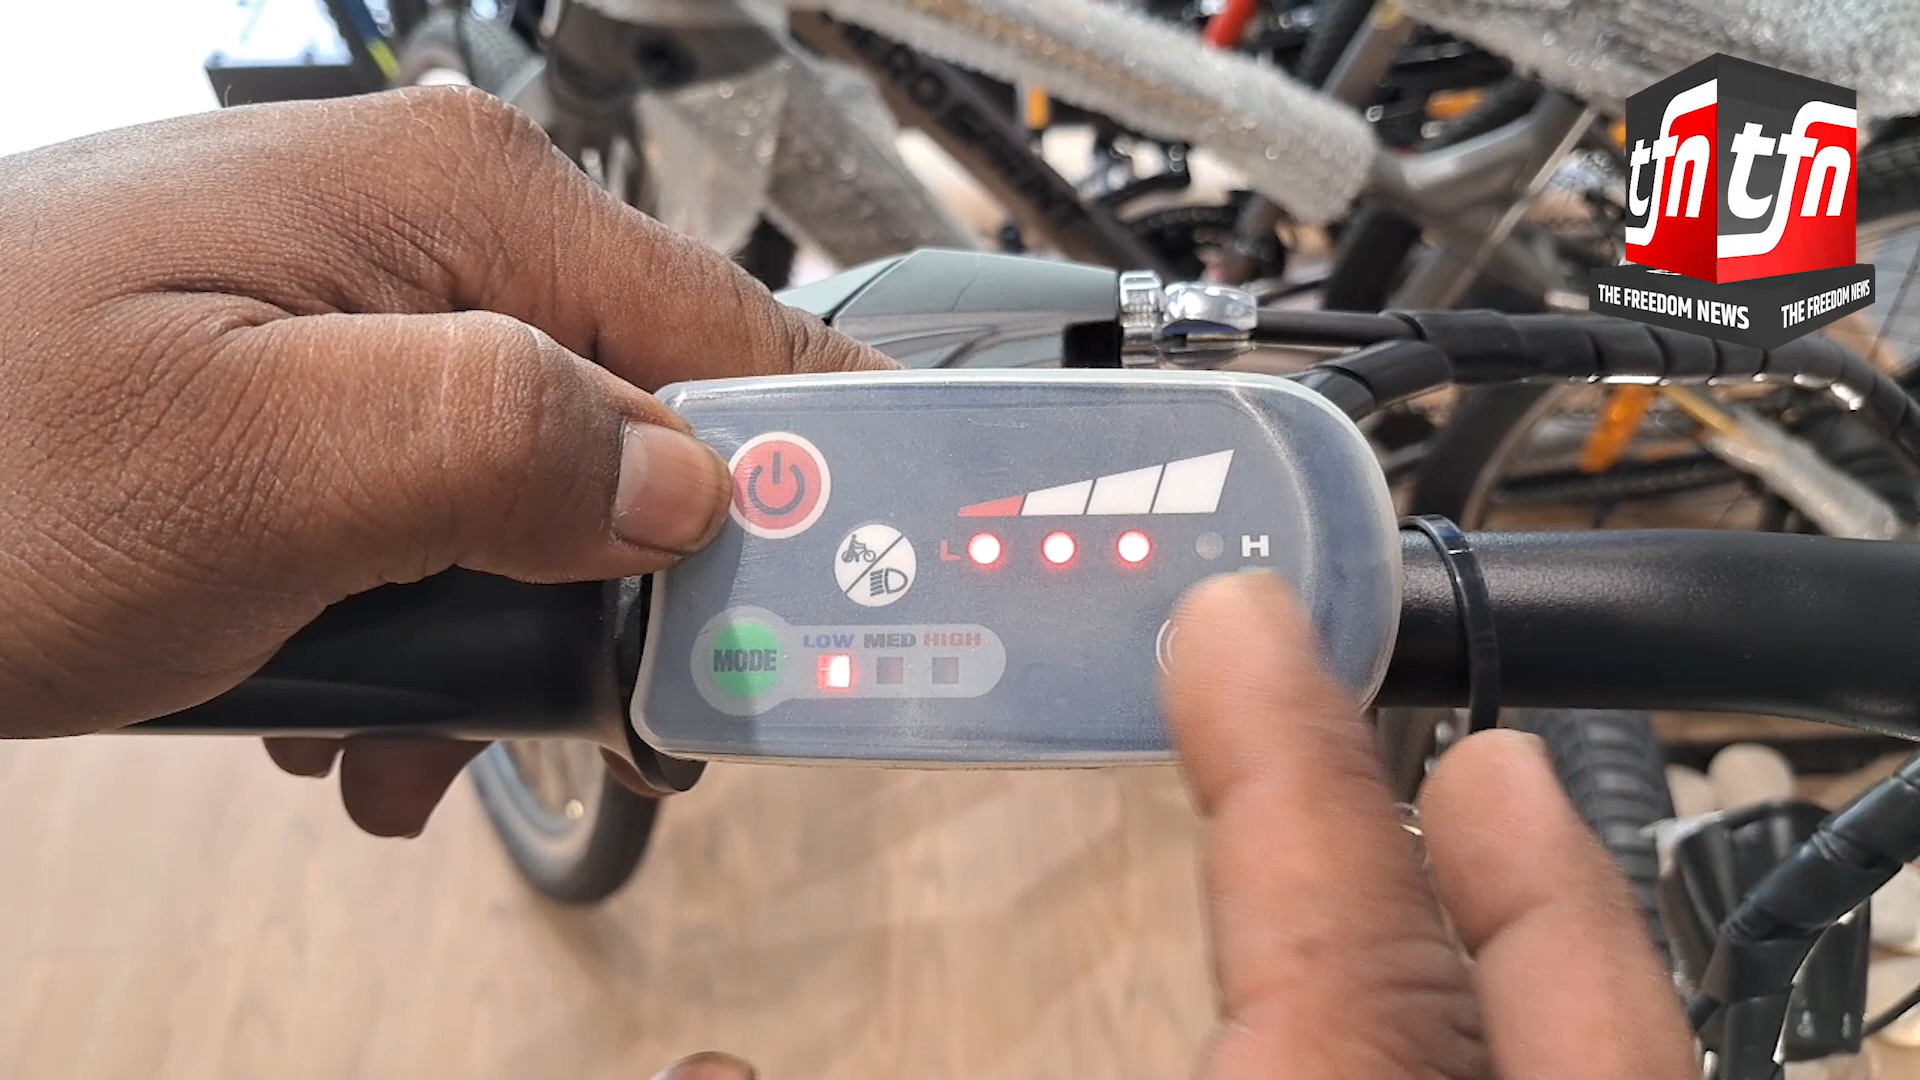 tfn tfn
THE FREEDOM NEWS THE FREEDOM NEWS
L H
LOW MED HIGH
MODE